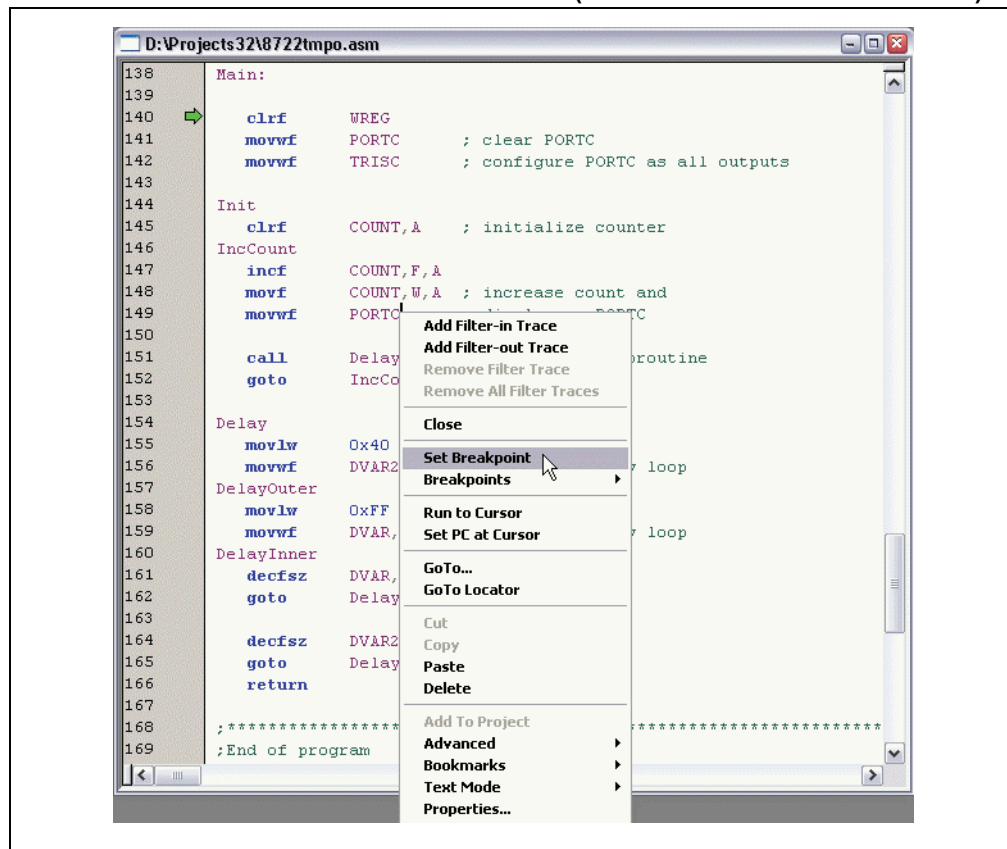 D:\Projects32\8722tmpo.asm
138 Main:
139
140 clrf WREG
141 movwf PORTC ; clear PORTC
142 movwf TRISC ; configure PORTC as all outputs
143
144 Init
145 clrf COUNT,A ; initialize counter
146 IncCount
147 incf COUNT,F,A
148 movf COUNT,W,A ; increase count and
149 movwf PORTC
150
151 call Delay routine
152 goto IncCo
153
154 Delay
155 movlw 0x40
156 movwf DVAR2 loop
157 DelayOuter
158 movlw 0xFF
159 movwf DVAR, loop
160 DelayInner
161 decfsz DVAR,
162 goto Delay
163
164 decfsz DVAR2
165 goto Delay
166 return
167
168 ;****************** **************************
169 ;End of program
Add Filter-in Trace
Add Filter-out Trace
Remove Filter Trace
Remove All Filter Traces
Close
Set Breakpoint
Breakpoints
Run to Cursor
Set PC at Cursor
GoTo...
GoTo Locator
Cut
Copy
Paste
Delete
Add To Project
Advanced
Bookmarks
Text Mode
Properties...